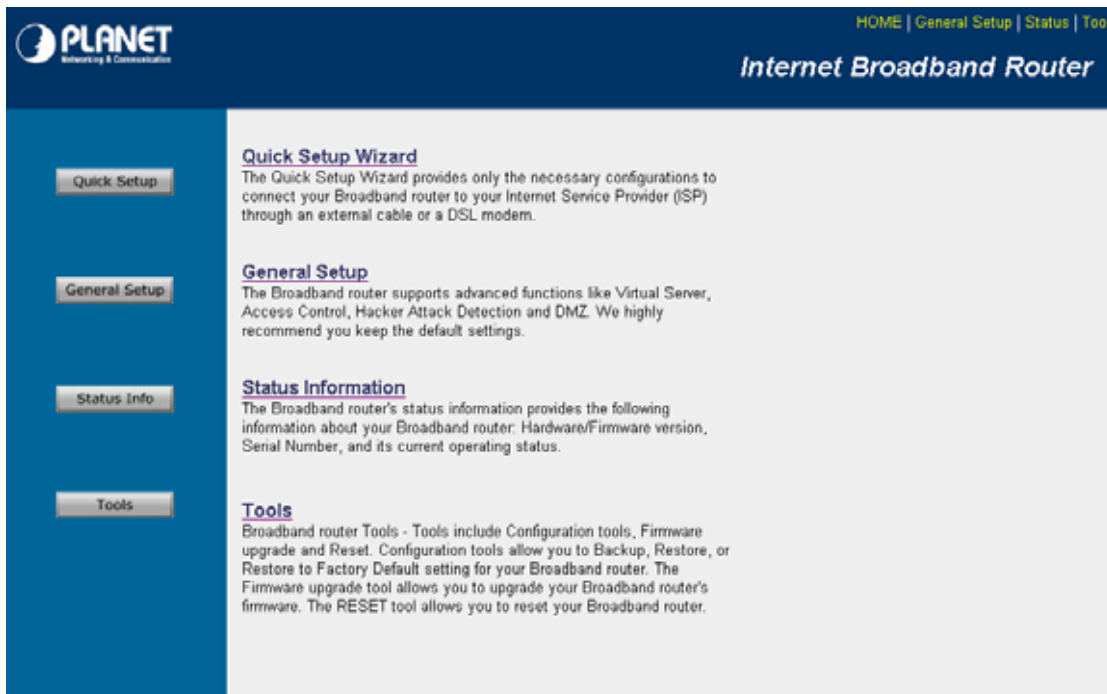 PLANET
Networking & Communication
HOME | General Setup | Status | Too
Internet Broadband Router
Quick Setup
Quick Setup Wizard
The Quick Setup Wizard provides only the necessary configurations to
connect your Broadband router to your Internet Service Provider (ISP)
through an external cable or a DSL modem.
General Setup
General Setup
The Broadband router supports advanced functions like Virtual Server,
Access Control, Hacker Attack Detection and DMZ. We highly
recommend you keep the default settings.
Status Info
Status Information
The Broadband router's status information provides the following
information about your Broadband router: Hardware/Firmware version,
Serial Number, and its current operating status.
Tools
Tools
Broadband router Tools - Tools include Configuration tools, Firmware
upgrade and Reset. Configuration tools allow you to Backup, Restore, or
Restore to Factory Default setting for your Broadband router. The
Firmware upgrade tool allows you to upgrade your Broadband router's
firmware. The RESET tool allows you to reset your Broadband router.